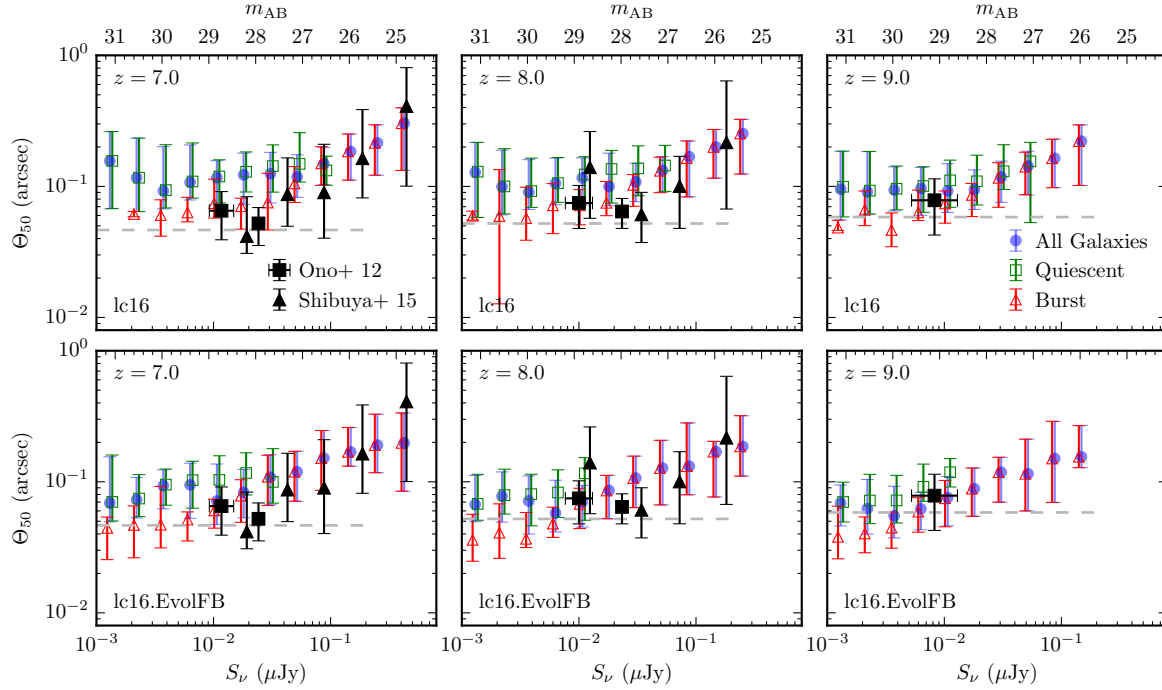 m_AB m_AB m_AB
31 30 29 28 27 26 25 31 30 29 28 27 26 25 31 30 29 28 27 26 25
10^0 z = 7.0 z = 8.0 z = 9.0
10^-1
Θ_50 (arcsec)
All Galaxies
Ono+ 12 Quiescent
Shibuya+ 15 Burst
10^-2 lc16 lc16 lc16
10^0 z = 7.0 z = 8.0 z = 9.0
10^-1
Θ_50 (arcsec)
10^-2 lc16.EvolFB lc16.EvolFB lc16.EvolFB
10^-3 10^-2 10^-1 10^-3 10^-2 10^-1 10^-3 10^-2 10^-1
S_ν (μJy) S_ν (μJy) S_ν (μJy)